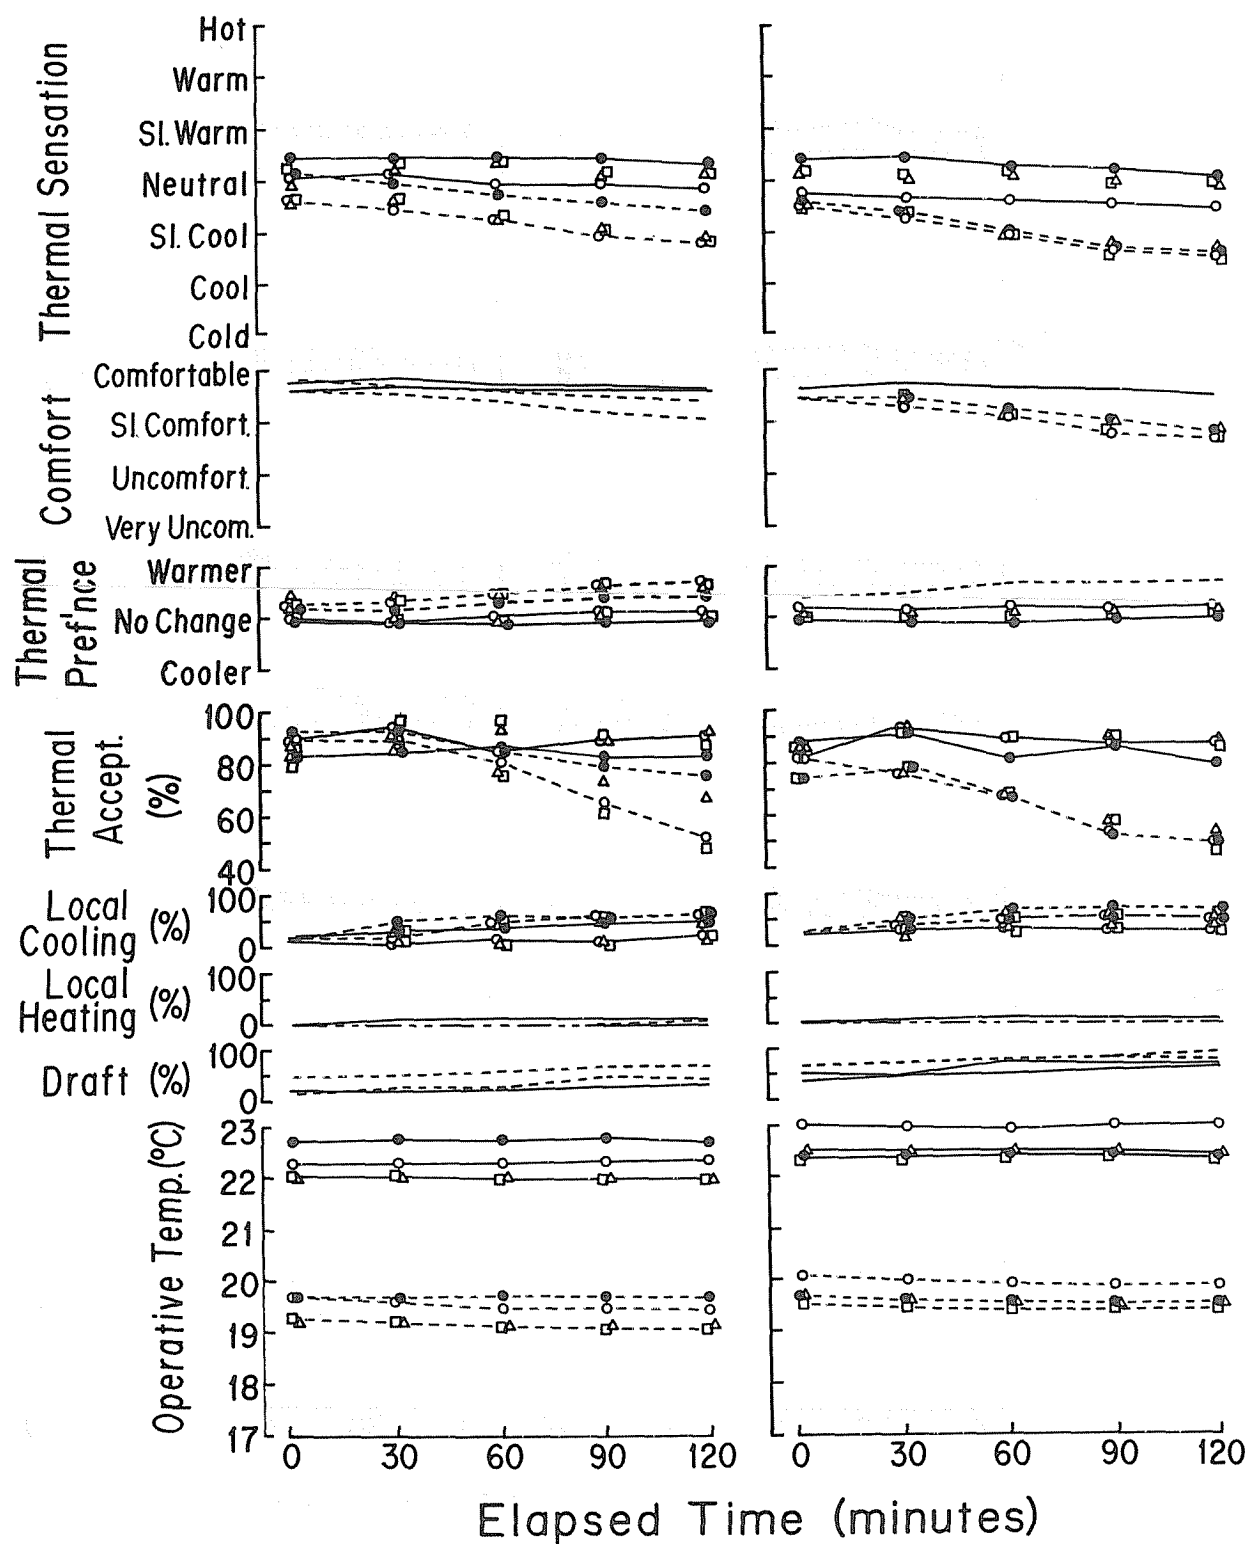 Thermal Sensation
Hot
Warm
Sl. Warm
Neutral
Sl. Cool
Cool
Cold
Comfort
Comfortable
Sl. Comfort.
Uncomfort.
Very Uncom.
Thermal
Pref'nce
Warmer
No Change
Cooler
Thermal
Accept.
(%)
100
80
60
40
Local
Cooling (%)
100
0
Local
Heating (%)
100
0
Draft (%)
100
0
Operative Temp. (°C)
23
22
21
20
19
18
17
0 30 60 90 120
0 30 60 90 120
Elapsed Time (minutes)